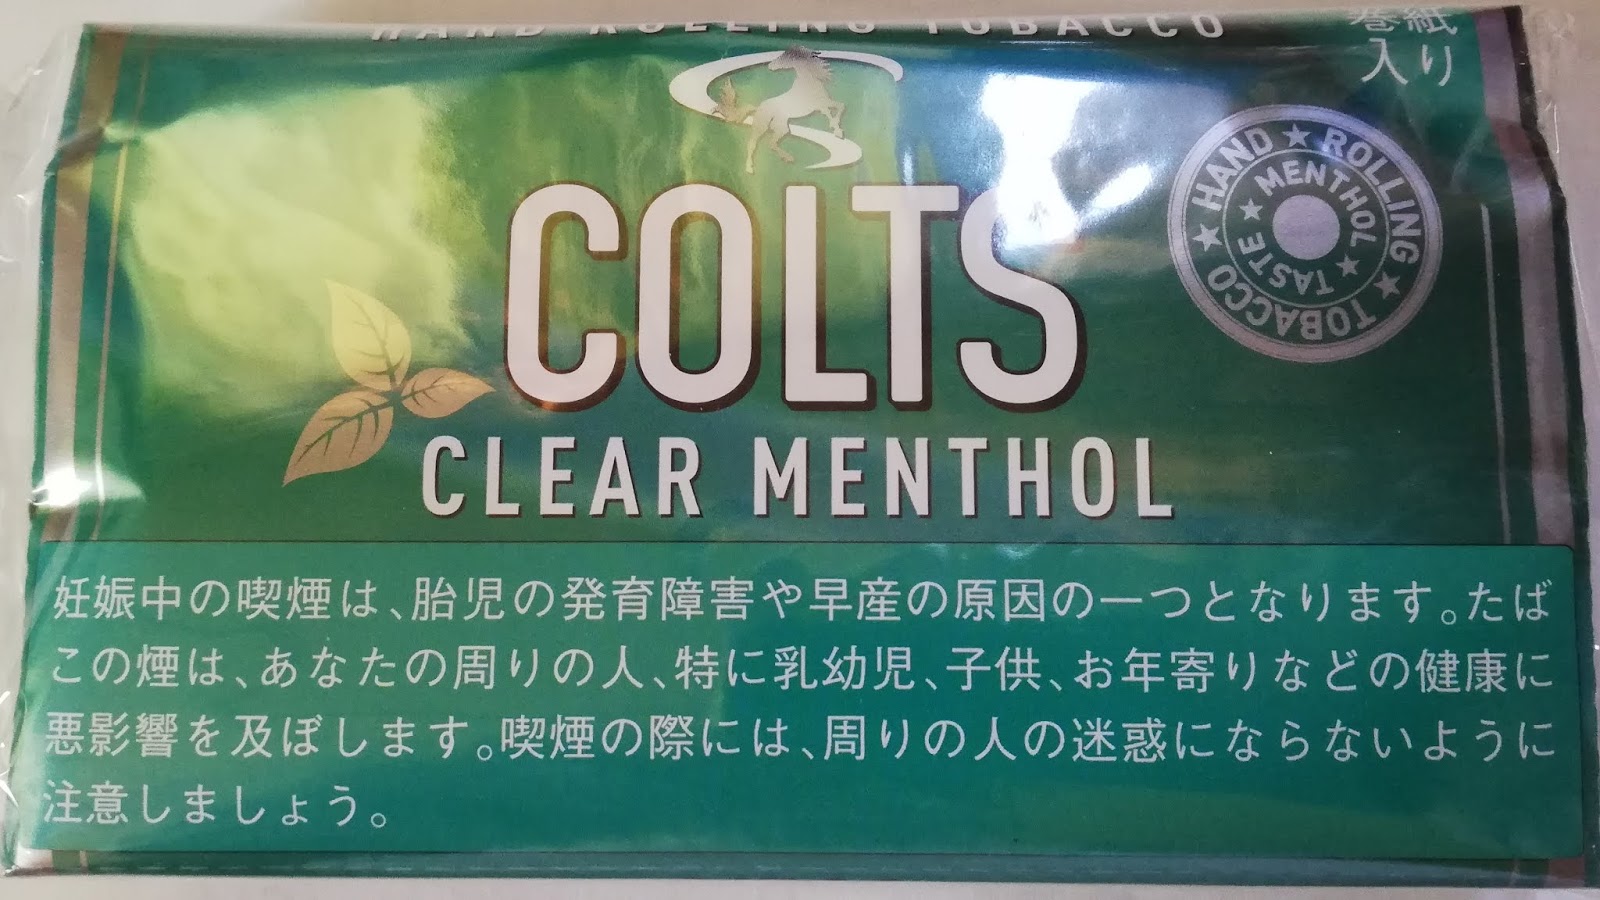 HAND ROLLING TOBACCO
巻紙
入り
HAND ★ ROLLING ★ TOBACCO ★
MENTHOL ★ TASTE ★
COLTS
CLEAR MENTHOL
妊娠中の喫煙は、胎児の発育障害や早産の原因の一つとなります。たば
この煙は、あなたの周りの人、特に乳幼児、子供、お年寄りなどの健康に
悪影響を及ぼします。喫煙の際には、周りの人の迷惑にならないように
注意しましょう。